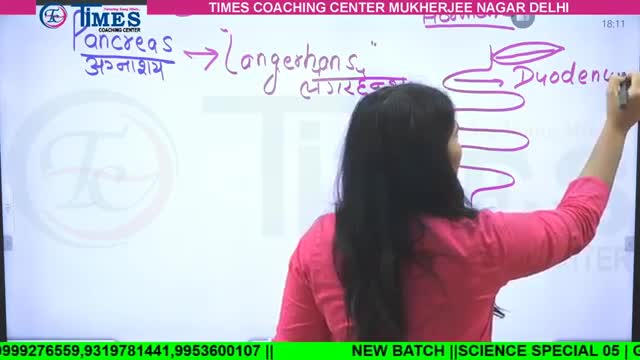 TIMES COACHING CENTER MUKHERJEE NAGAR DELHI
TiMES
COACHING CENTER
18:11
Pancreas → "Langerhans"
अग्नाशय
Duodenu
9999276559,9319781441,9953600107 || NEW BATCH ||SCIENCE SPECIAL 05 |